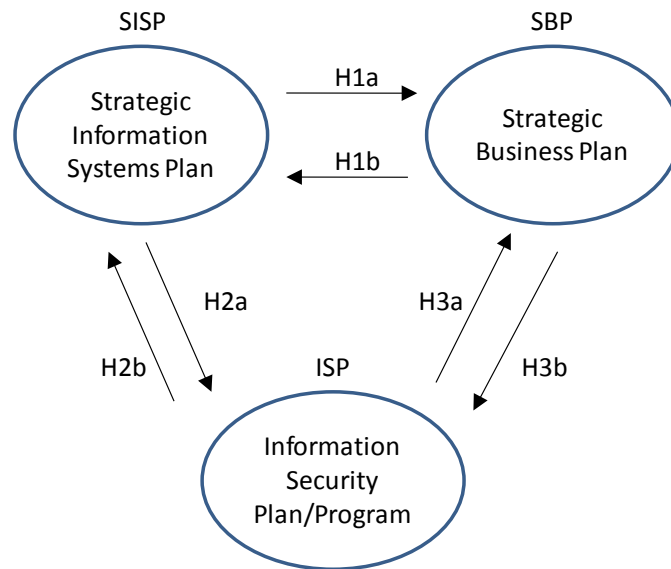 SISP
SBP
Strategic
Information
Systems Plan
H1a
H1b
Strategic
Business Plan
H2a
H2b
H3a
H3b
ISP
Information
Security
Plan/Program